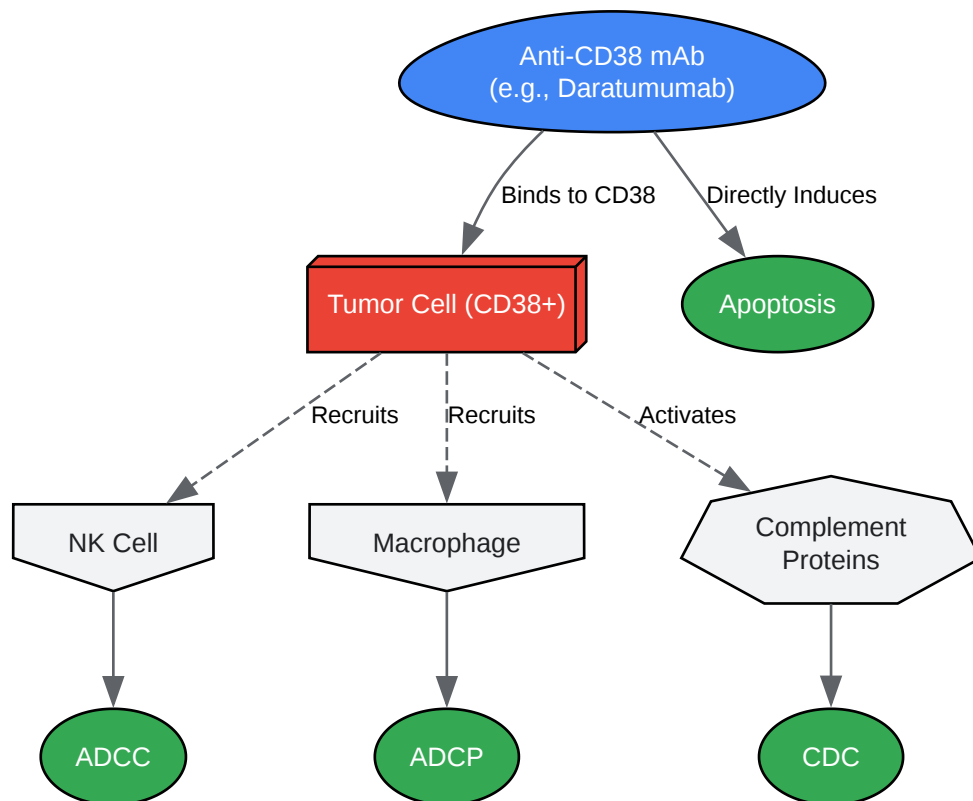 Anti-CD38 mAb
(e.g., Daratumumab)
Binds to CD38
Directly Induces
Tumor Cell (CD38+)
Apoptosis
Recruits
Recruits
Activates
NK Cell
Macrophage
Complement
Proteins
ADCC
ADCP
CDC